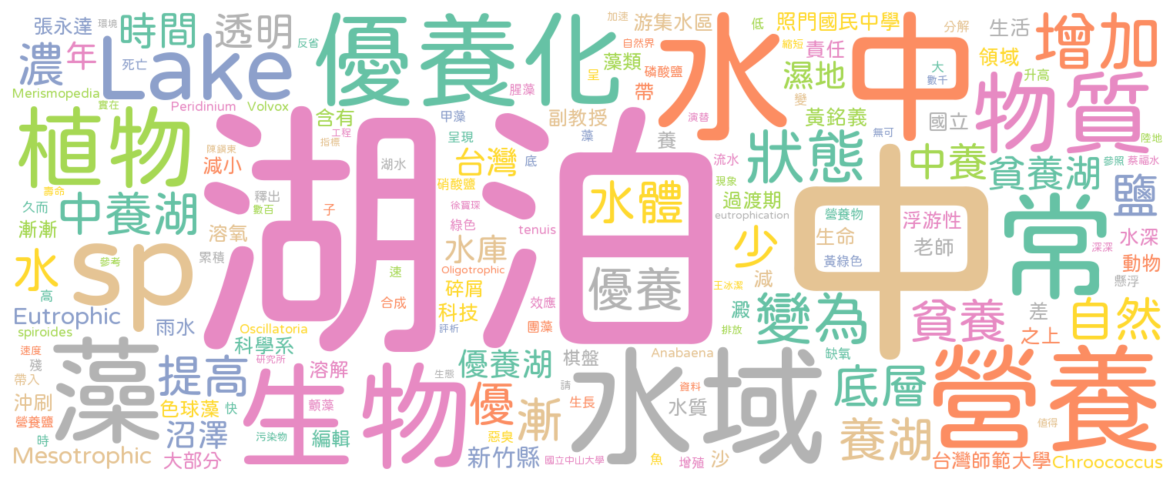 張永達
環境
時間
透明
反省
優養化
加速
游集水區
低
照門國民中學
生活
分解
增加
濃
年
死亡
Lake
自然界
藻類
磷酸鹽
顧短
責任
領域
大
數千
升高
Merismopedia
實在
Peridinium
Volvox
腥藻
呈
帶
水中
濕地
變
物質
植物
含有
工程
指標
甲藻
副教授
演替
黃銘義
國立
無可
陸地
陳鎮東
減小
湖泊
湖水
呈現
藻
養
狀態
中養
貧養湖
參照
蔡福水
壽命
台灣
底
流水
現象
過渡期
鹽
中養湖
釋出
數百
子
硝酸鹽
徐寶琛
水體
eutrophication
中
營養物
浮游性
常
久而
漸漸
溶氧
綠色
tenuis
少
生命
老師
水深
水
sp
參考
累積
水庫
黃綠色
深深
動物
高
速
Oligotrophic
優養
減
懸浮
Eutrophic
雨水
合成
碎屑
效應
王冰潔
澱
變為
貧養
差
自然
spiroides
Oscillatoria
科技
評析
團藻
排放
之上
速度
藻
科學系
研究所
優養湖
棋盤
Anabaena
缺氧
殘
提高
生物
溶解
生態
請
資料
水域
底層
營養
帶入
沖刷
色球藻
快
顫藻
優
漸
生長
水質
值得
營養鹽
時
沼澤
污染物
編輯
惡臭
養湖
Mesotrophic
大部分
新竹縣
國立中山大學
魚
增殖
沙
台灣師範大學
Chroococcus